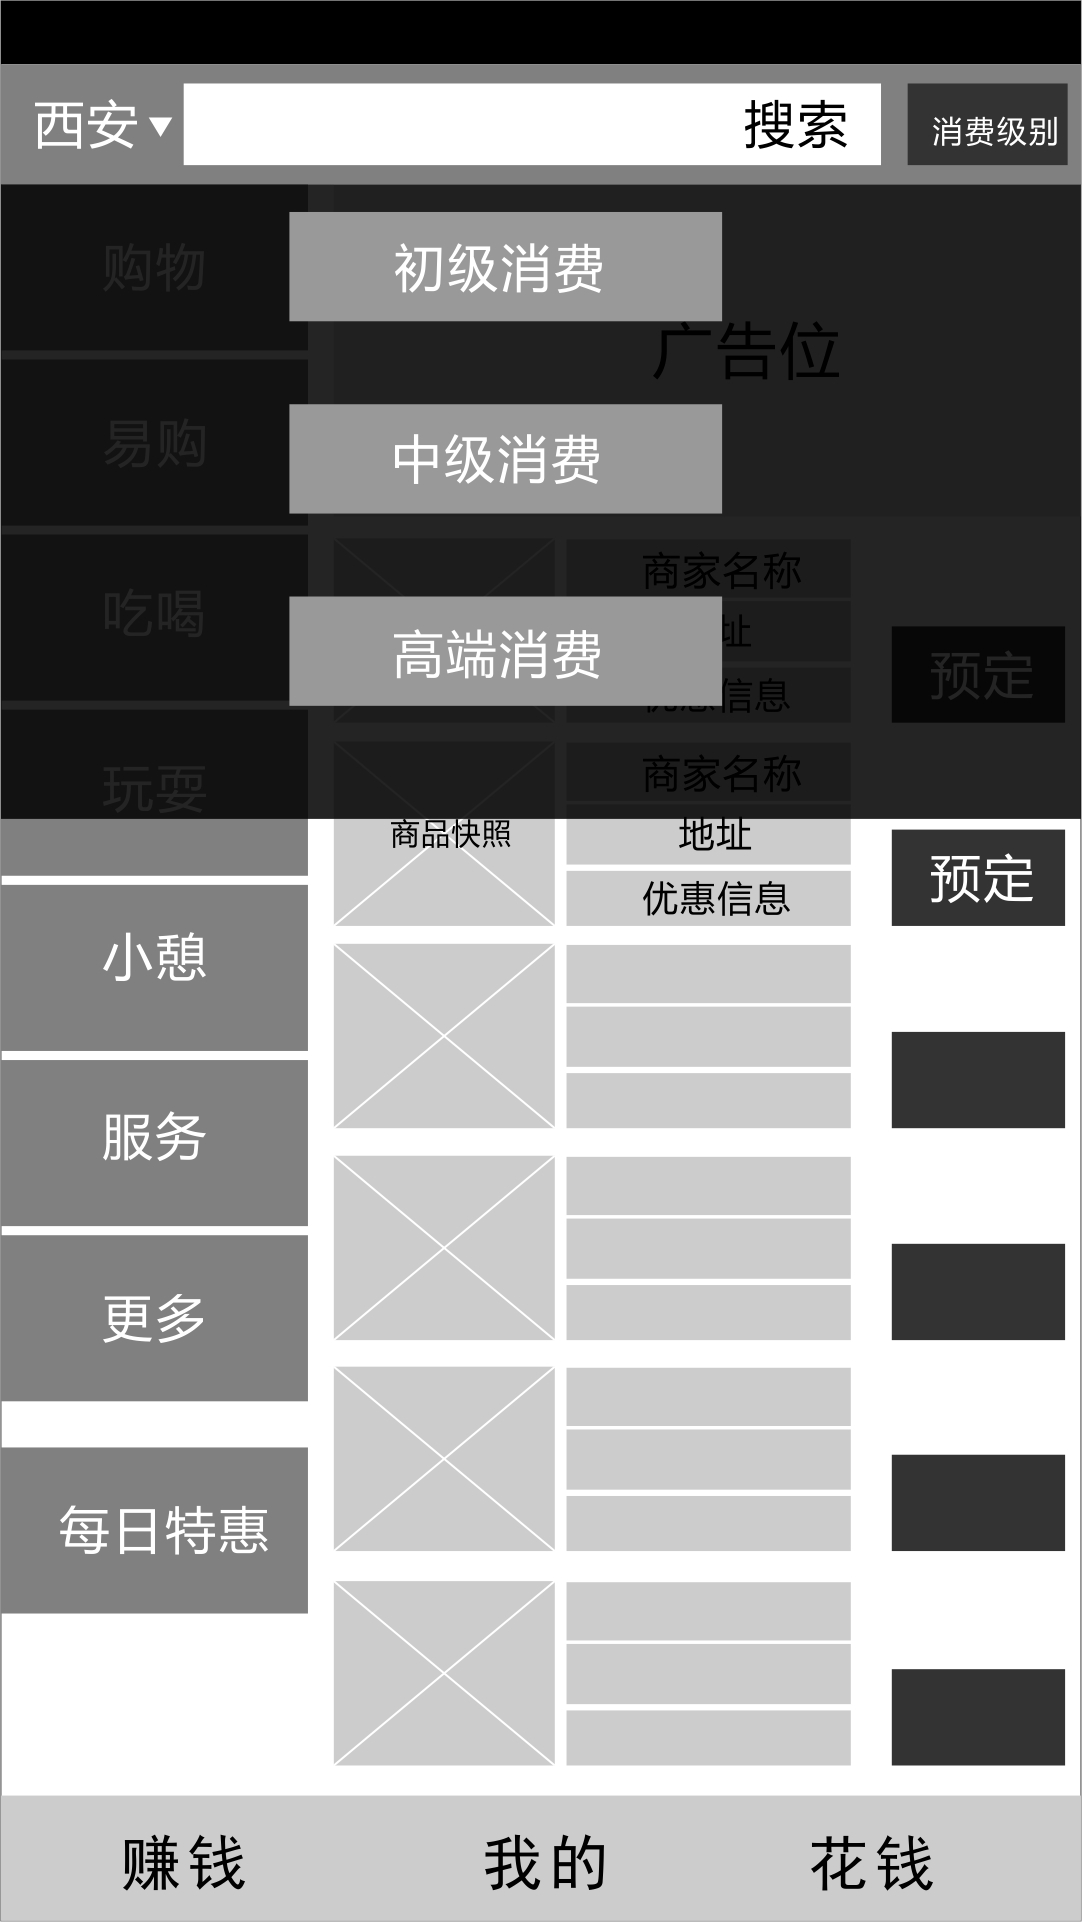 西安
搜索
消费级别
购物
初级消费
广告位
易购
中级消费
商家名称
吃喝
址
高端消费
预定
优惠信息
玩耍
商家名称
商品快照
地址
预定
优惠信息
小憩
服务
更多
每日特惠
赚钱
我的
花钱